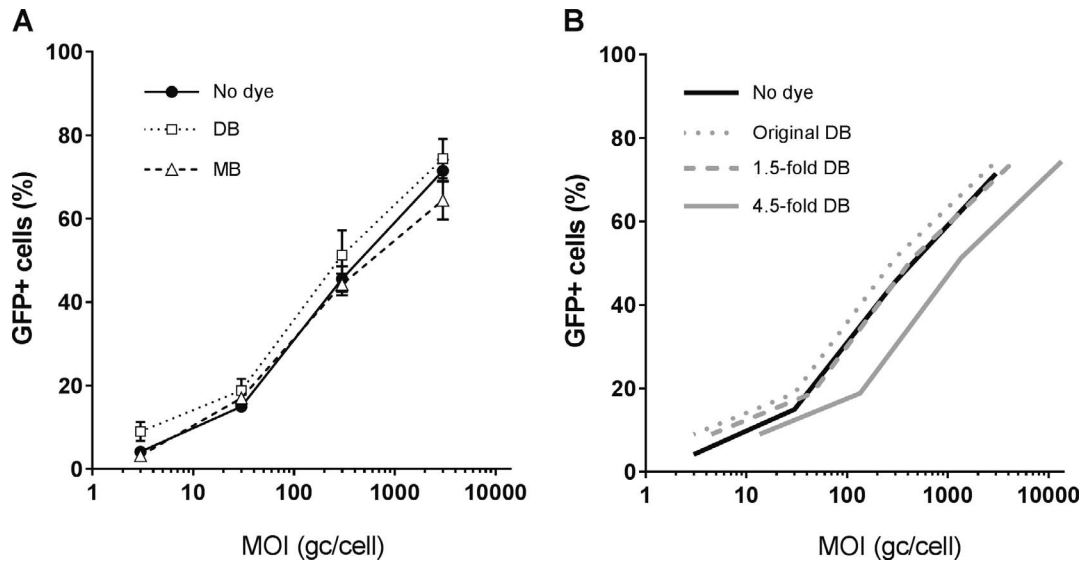 A
GFP+ cells (%)
100
80
60
40
20
0
No dye
DB
MB
1 10 100 1000 10000
MOI (gc/cell)
B
GFP+ cells (%)
100
80
60
40
20
0
No dye
Original DB
1.5-fold DB
4.5-fold DB
1 10 100 1000 10000
MOI (gc/cell)